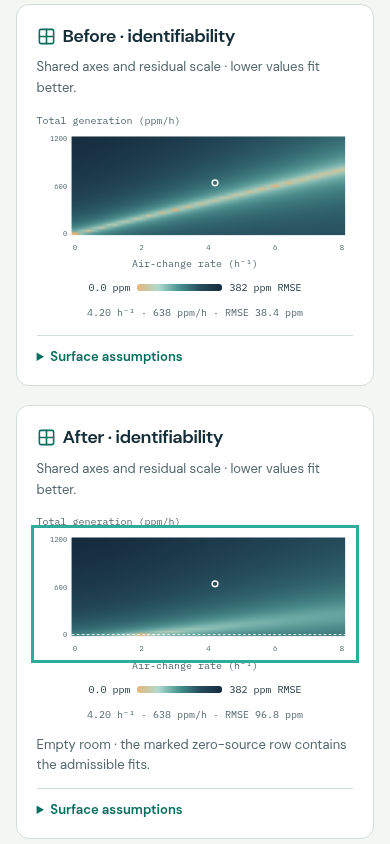 Before · identifiability
Shared axes and residual scale · lower values fit
better.
Total generation (ppm/h)
1200
600
0
0 2 4 6 8
Air-change rate (h⁻¹)
0.0 ppm 382 ppm RMSE
4.20 h⁻¹ · 638 ppm/h · RMSE 38.4 ppm
Surface assumptions
After · identifiability
Shared axes and residual scale · lower values fit
better.
Total generation (ppm/h)
1200
600
0
0 2 4 6 8
Air-change rate (h⁻¹)
0.0 ppm 382 ppm RMSE
4.20 h⁻¹ · 638 ppm/h · RMSE 96.8 ppm
Empty room · the marked zero-source row contains
the admissible fits.
Surface assumptions